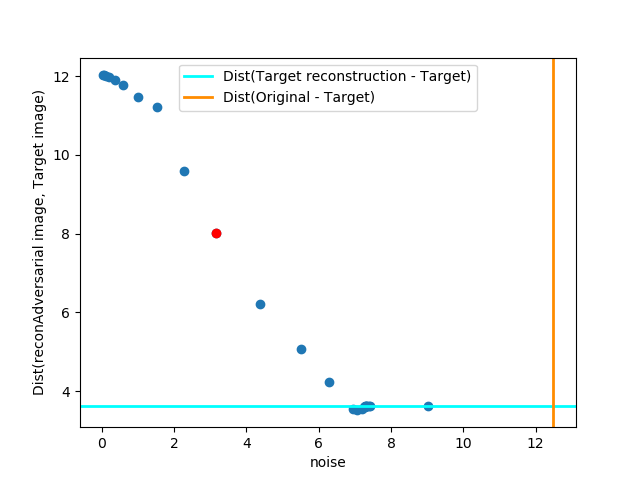 Dist(Target reconstruction - Target)
Dist(Original - Target)
Dist(reconAdversarial image, Target image)
12
10
8
6
4
0 2 4 6 8 10 12
noise